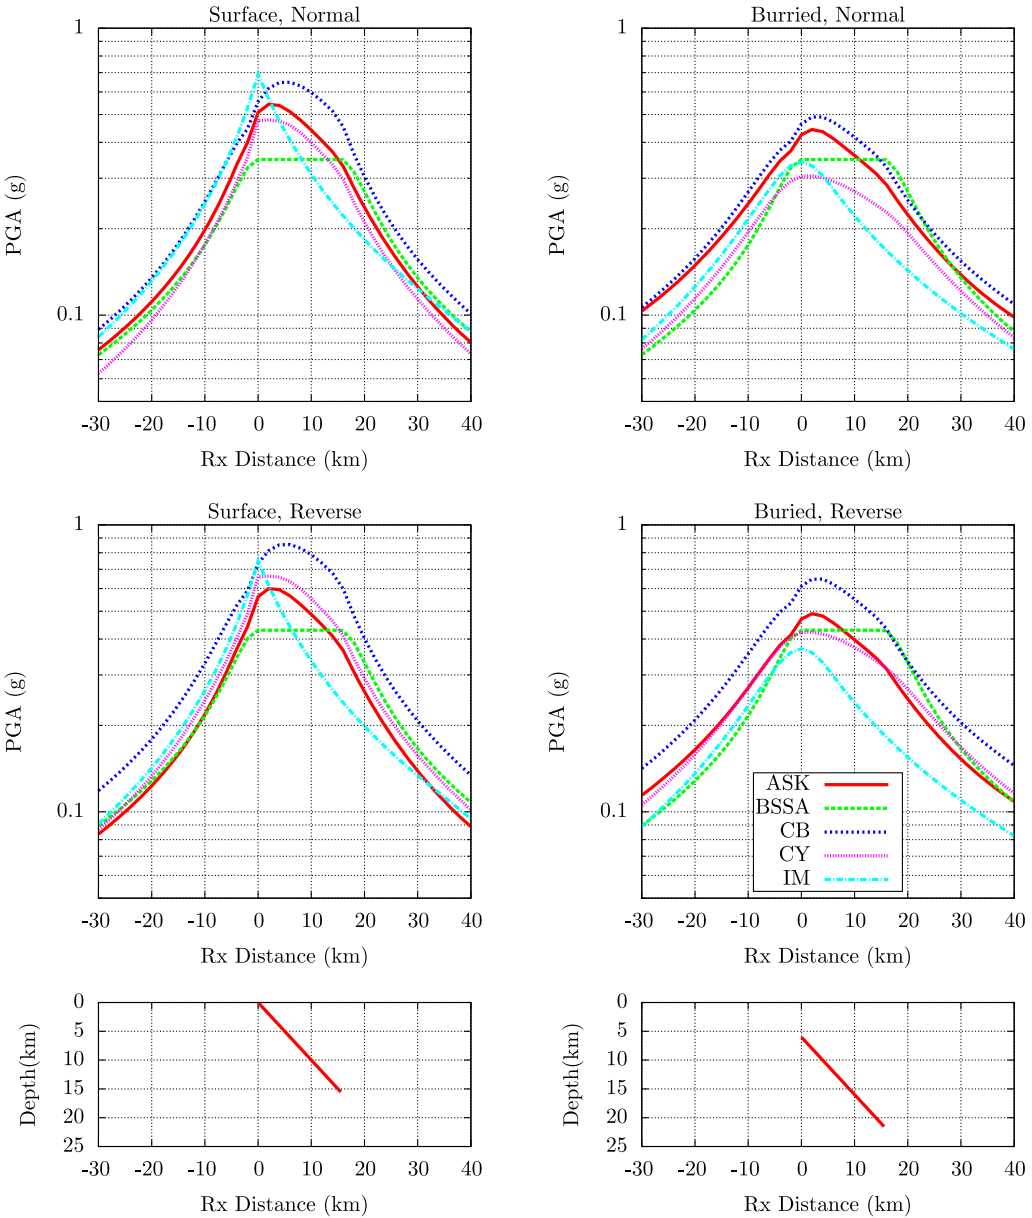 Surface, Normal
1
0.1
PGA (g)
-30 -20 -10 0 10 20 30 40
Rx Distance (km)
Burried, Normal
1
0.1
PGA (g)
-30 -20 -10 0 10 20 30 40
Rx Distance (km)
Surface, Reverse
1
0.1
PGA (g)
-30 -20 -10 0 10 20 30 40
Rx Distance (km)
Buried, Reverse
1
0.1
PGA (g)
ASK
BSSA
CB
CY
IM
-30 -20 -10 0 10 20 30 40
Rx Distance (km)
0
5
10
15
20
25
Depth(km)
-30 -20 -10 0 10 20 30 40
Rx Distance (km)
0
5
10
15
20
25
Depth(km)
-30 -20 -10 0 10 20 30 40
Rx Distance (km)